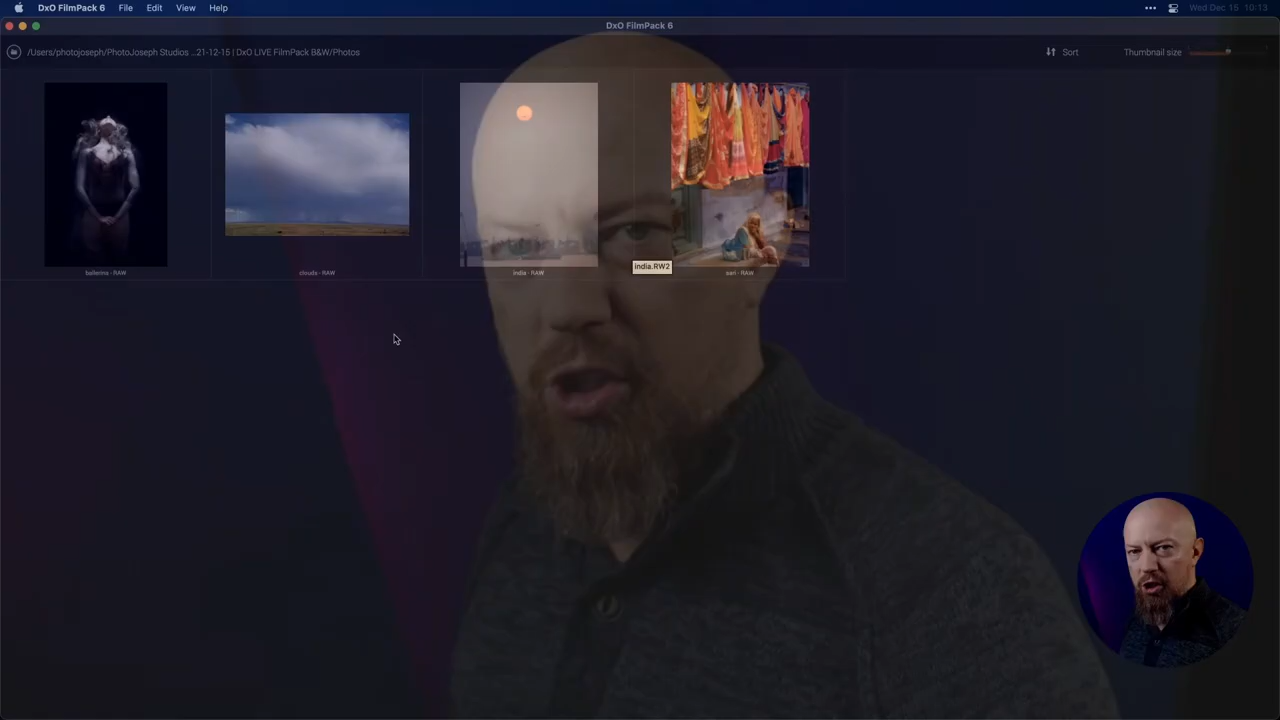 DxO FilmPack 6 File Edit View Help ••• Wed Dec 15 10:13
DxO FilmPack 6
/Users/photojoseph/PhotoJoseph Studios ...21-12-15 | DxO LIVE FilmPack B&W/Photos Sort Thumbnail size
ballerina - RAW clouds - RAW india - RAW sari - RAW
india.RW2